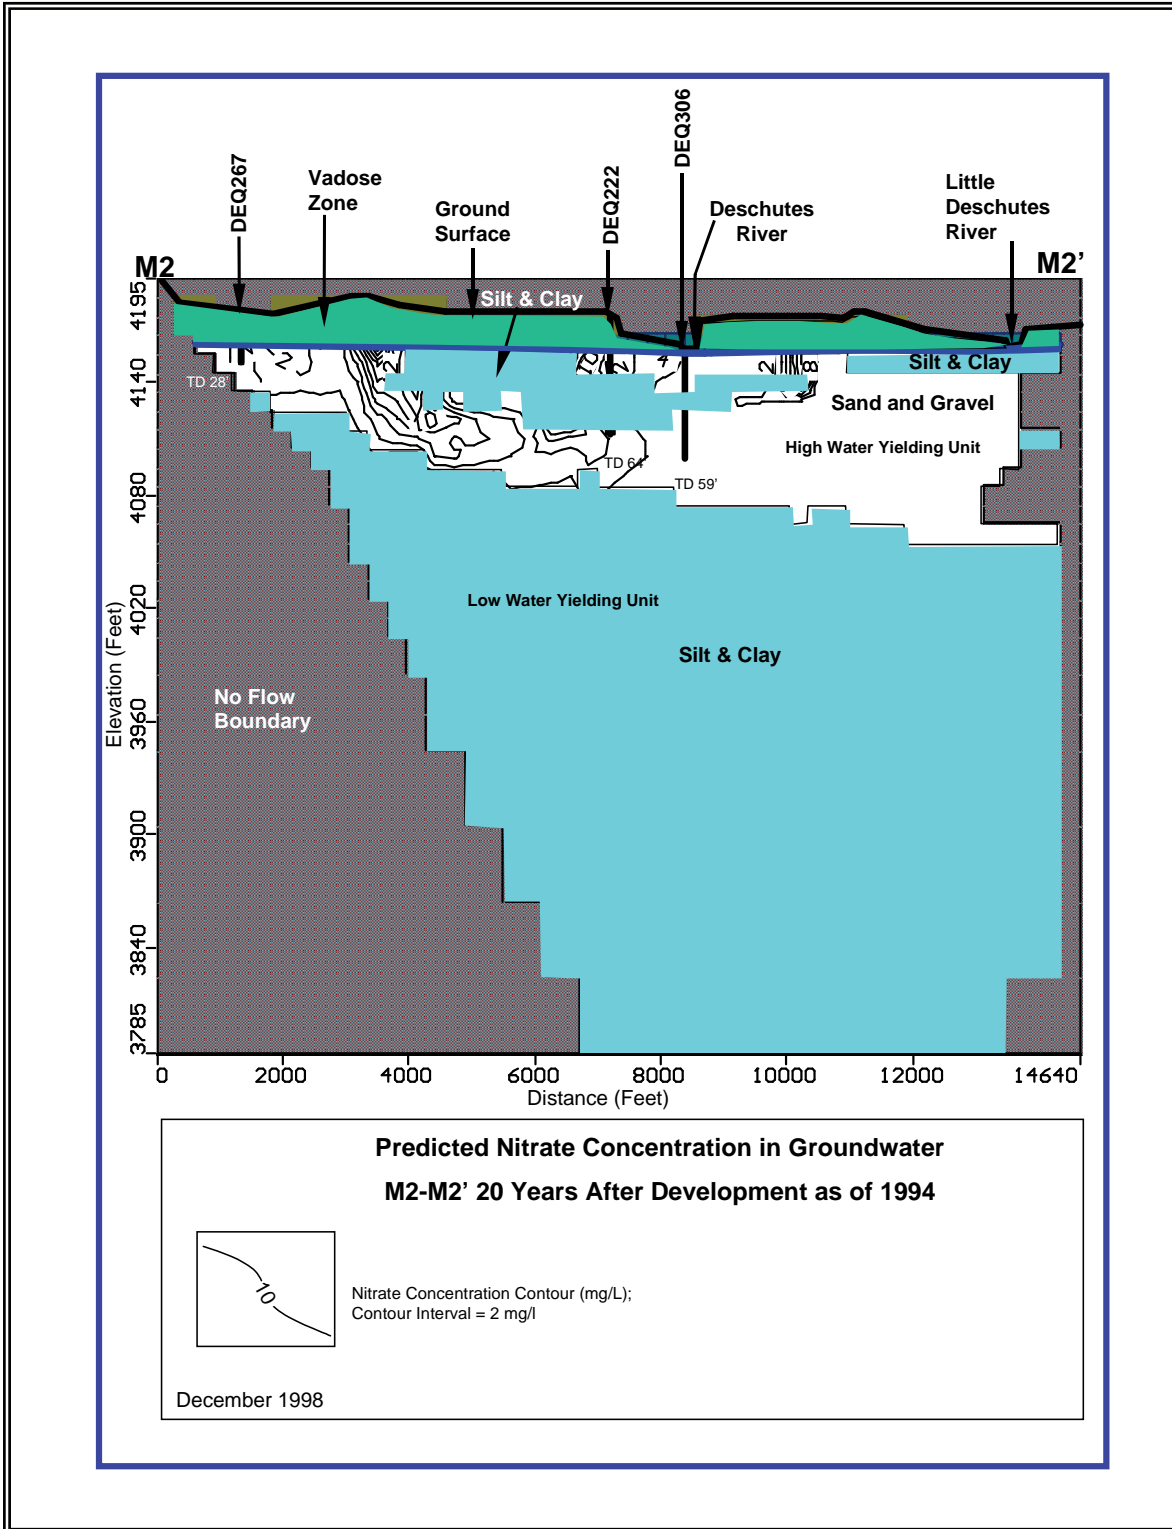 DEQ267
Vadose
Zone
Ground
Surface
DEQ222
DEQ306
Deschutes
River
Little
Deschutes
River
M2
M2’
Silt & Clay
Silt & Clay
TD 28'
Sand and Gravel
High Water Yielding Unit
TD 64'
TD 59'
Low Water Yielding Unit
Silt & Clay
No Flow
Boundary
Elevation (Feet)
4195
4140
4080
4020
3960
3900
3840
3785
0 2000 4000 6000 8000 10000 12000 14640
Distance (Feet)
Predicted Nitrate Concentration in Groundwater
M2-M2’ 20 Years After Development as of 1994
10
Nitrate Concentration Contour (mg/L);
Contour Interval = 2 mg/l
December 1998